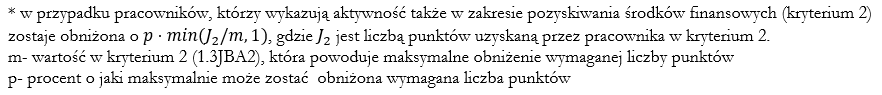 * w przypadku pracowników, którzy wykazują aktywność także w zakresie pozyskiwania środków finansowych (kryterium 2)
zostaje obniżona o p · min(J₂/m, 1), gdzie J₂ jest liczbą punktów uzyskaną przez pracownika w kryterium 2.
m- wartość w kryterium 2 (1.3JBA2), która powoduje maksymalne obniżenie wymaganej liczby punktów
p- procent o jaki maksymalnie może zostać obniżona wymagana liczba punktów